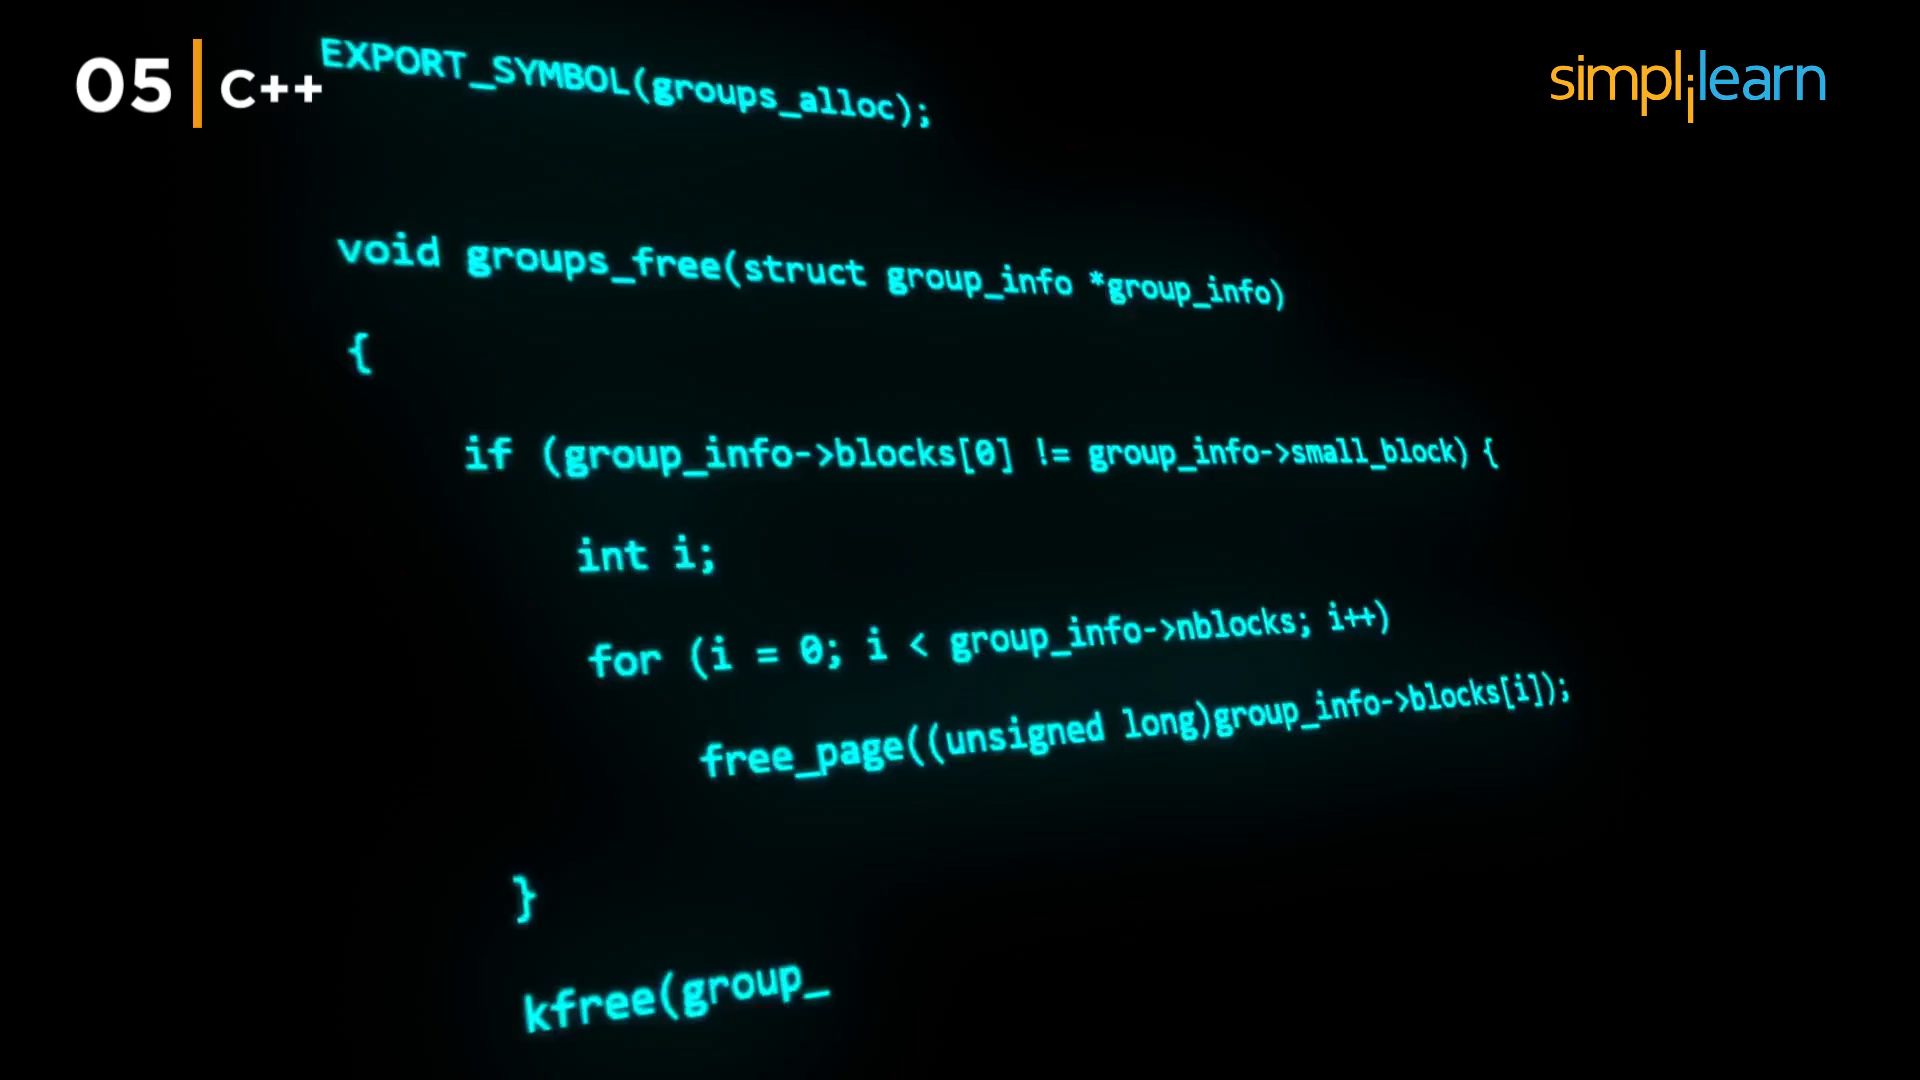 05 | C++
simplilearn
EXPORT_SYMBOL(groups_alloc);
void groups_free(struct group_info *group_info)
{
if (group_info->blocks[0] != group_info->small_block) {
int i;
for (i = 0; i < group_info->nblocks; i++)
free_page((unsigned long)group_info->blocks[i]);
}
kfree(group_